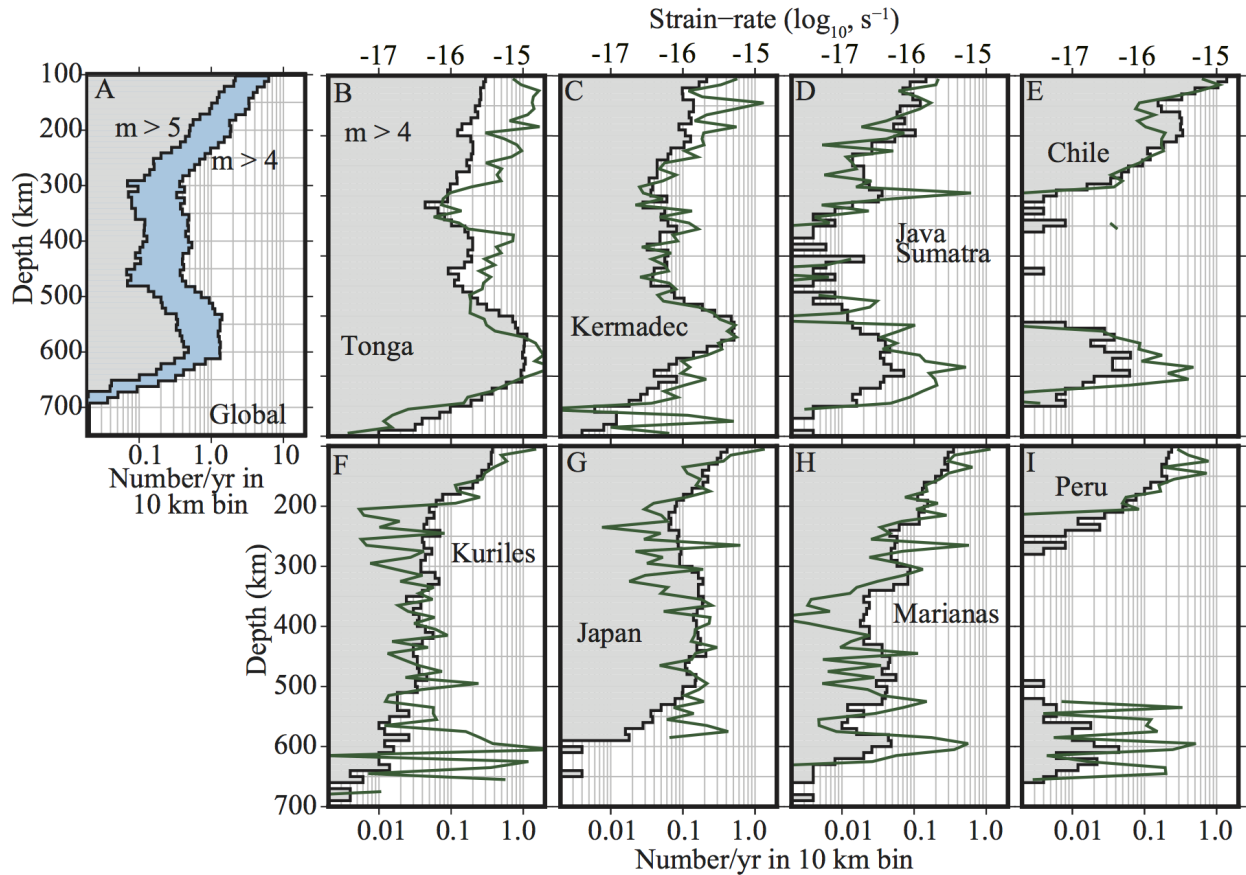 Strain−rate (log₁₀, s⁻¹)
-17 -16 -15 -17 -16 -15 -17 -16 -15 -17 -16 -15
100
200
300
400
500
600
700
Depth (km)
A
m > 5
m > 4
Global
0.1 1.0 10
Number/yr in
10 km bin
B
m > 4
Tonga
C
Kermadec
D
Java
Sumatra
E
Chile
200
300
400
500
600
700
Depth (km)
F
Kuriles
G
Japan
H
Marianas
I
Peru
0.01 0.1 1.0 0.01 0.1 1.0 0.01 0.1 1.0 0.01 0.1 1.0
Number/yr in 10 km bin